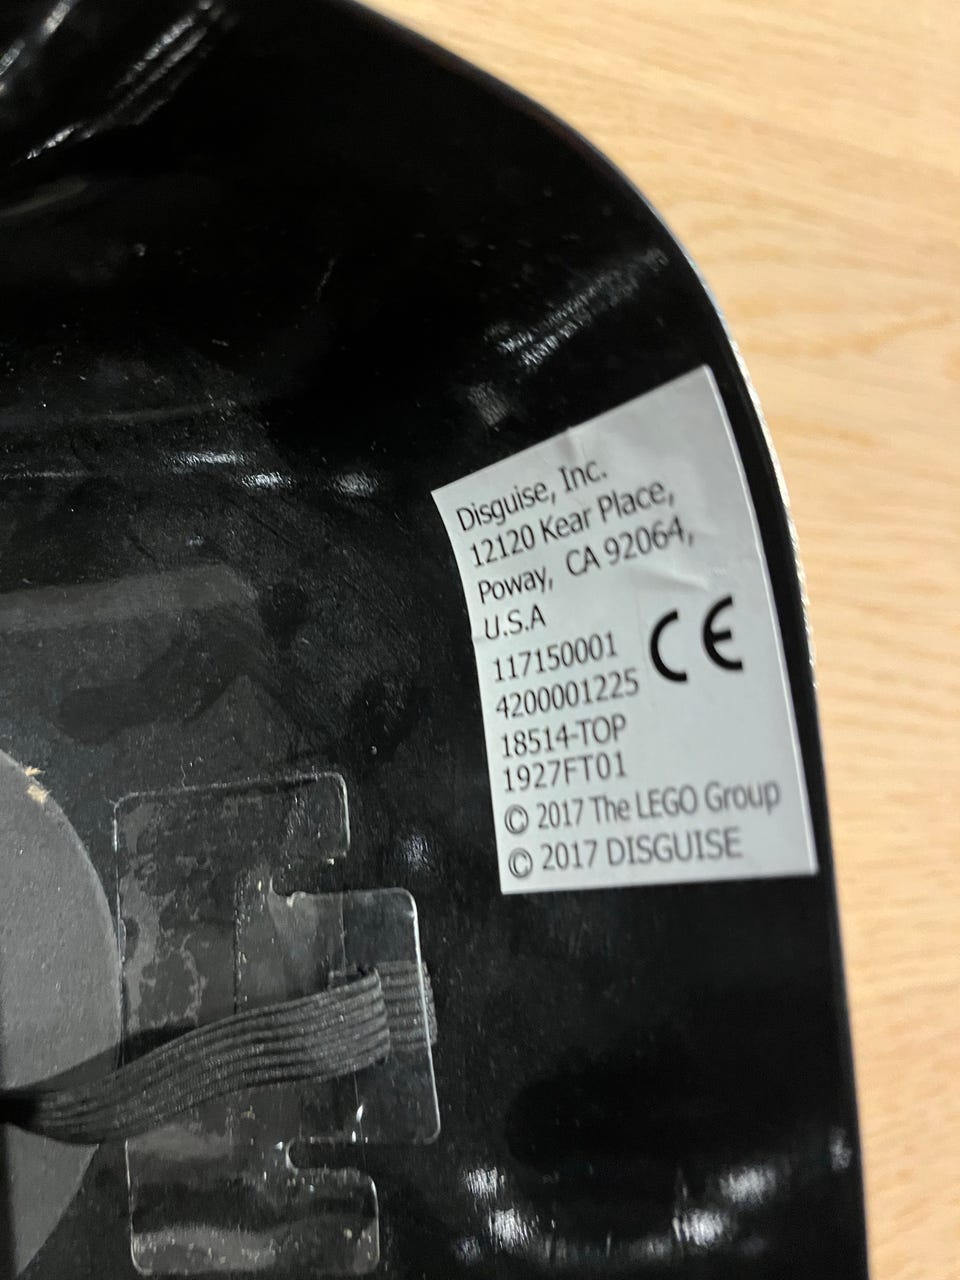 Disguise, Inc.
12120 Kear Place,
Poway, CA 92064,
U.S.A
117150001
4200001225
18514-TOP
1927FT01
CE
© 2017 The LEGO Group
© 2017 DISGUISE